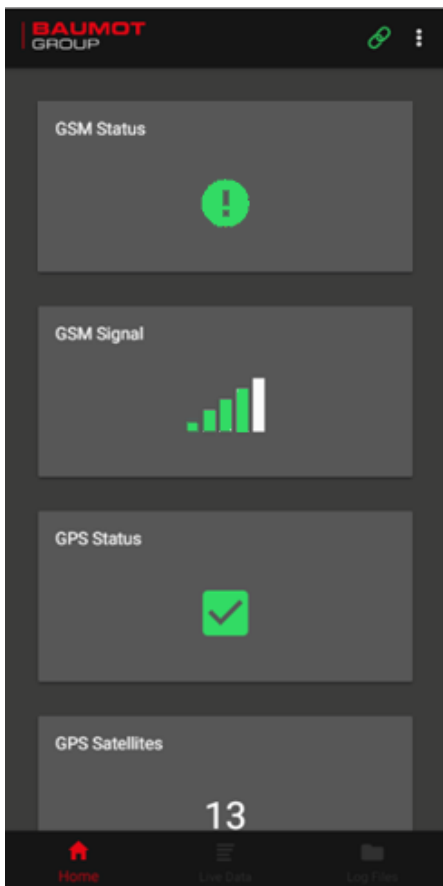 BAUMOT
GROUP
GSM Status
GSM Signal
GPS Status
GPS Satellites
13
Home
Live Data
Log Files